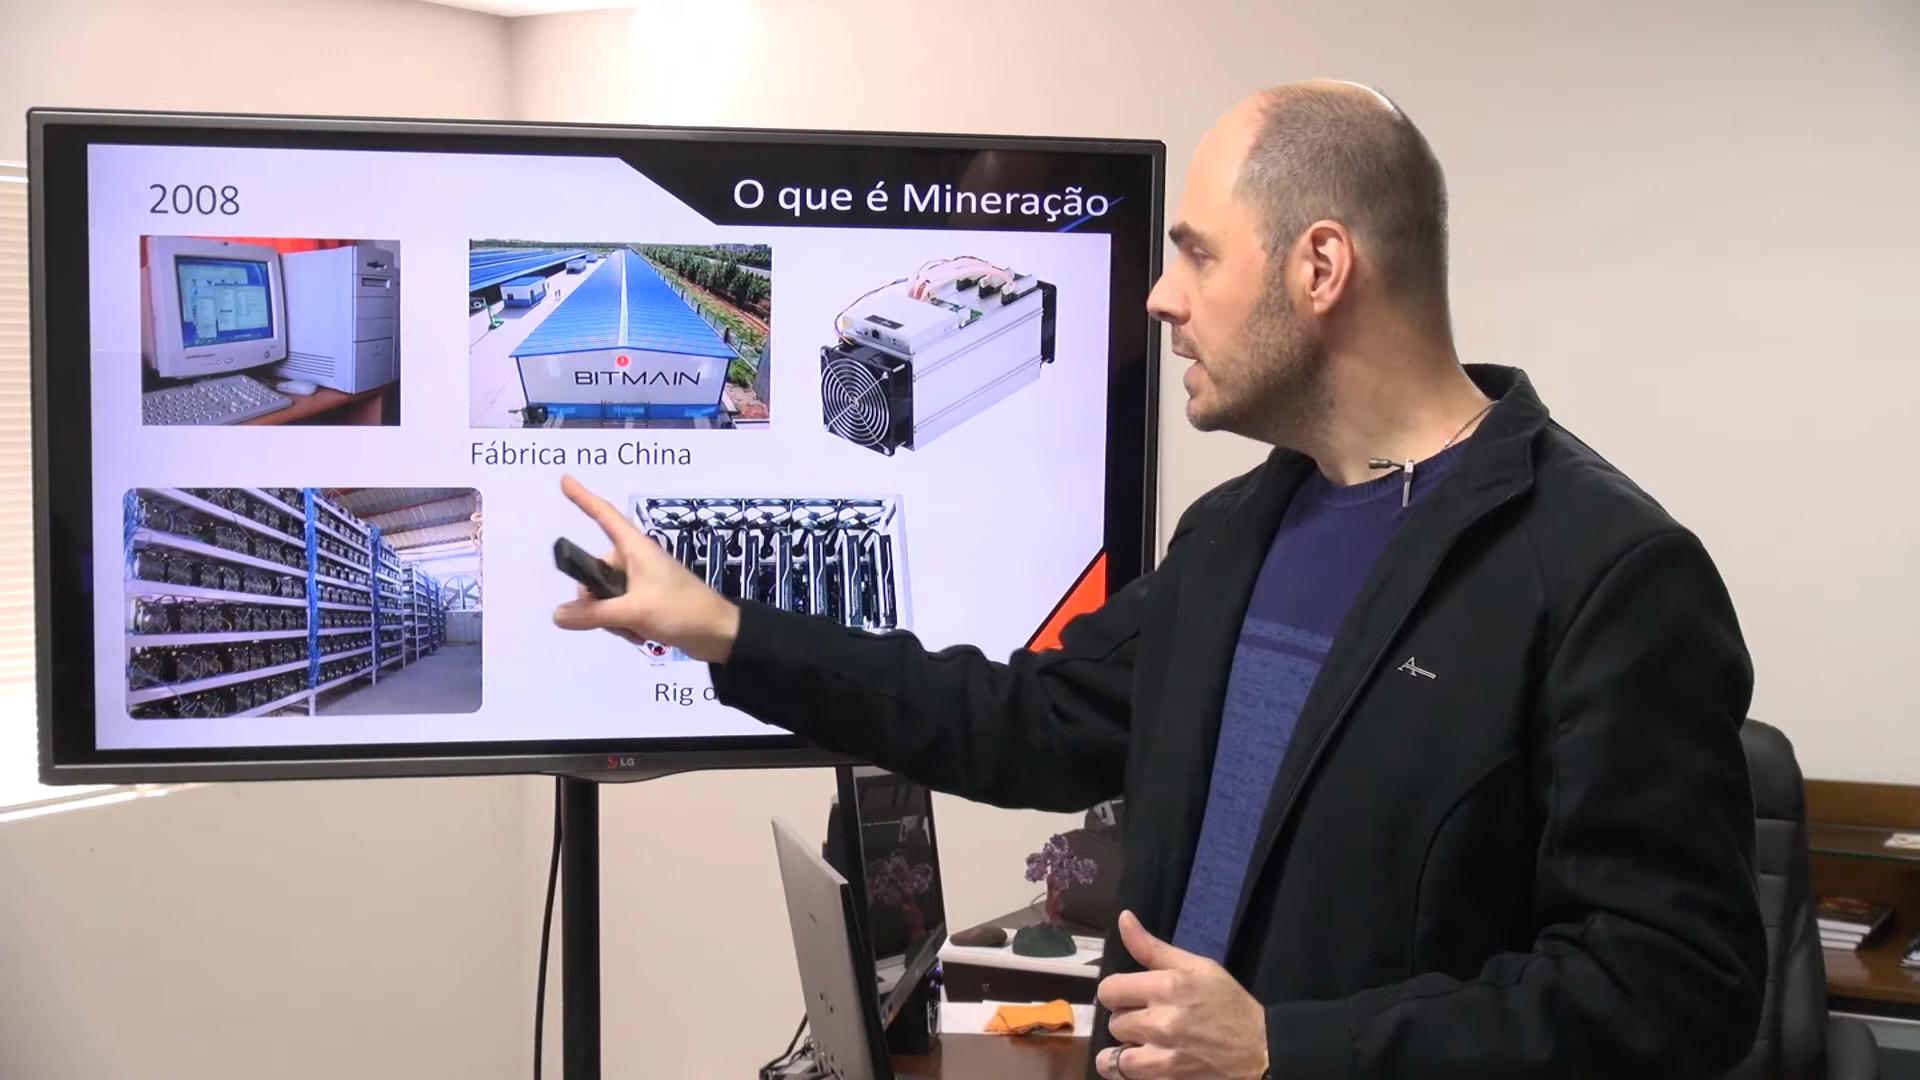 2008
O que é Mineração
BITMAIN
Fábrica na China
Rig
LG